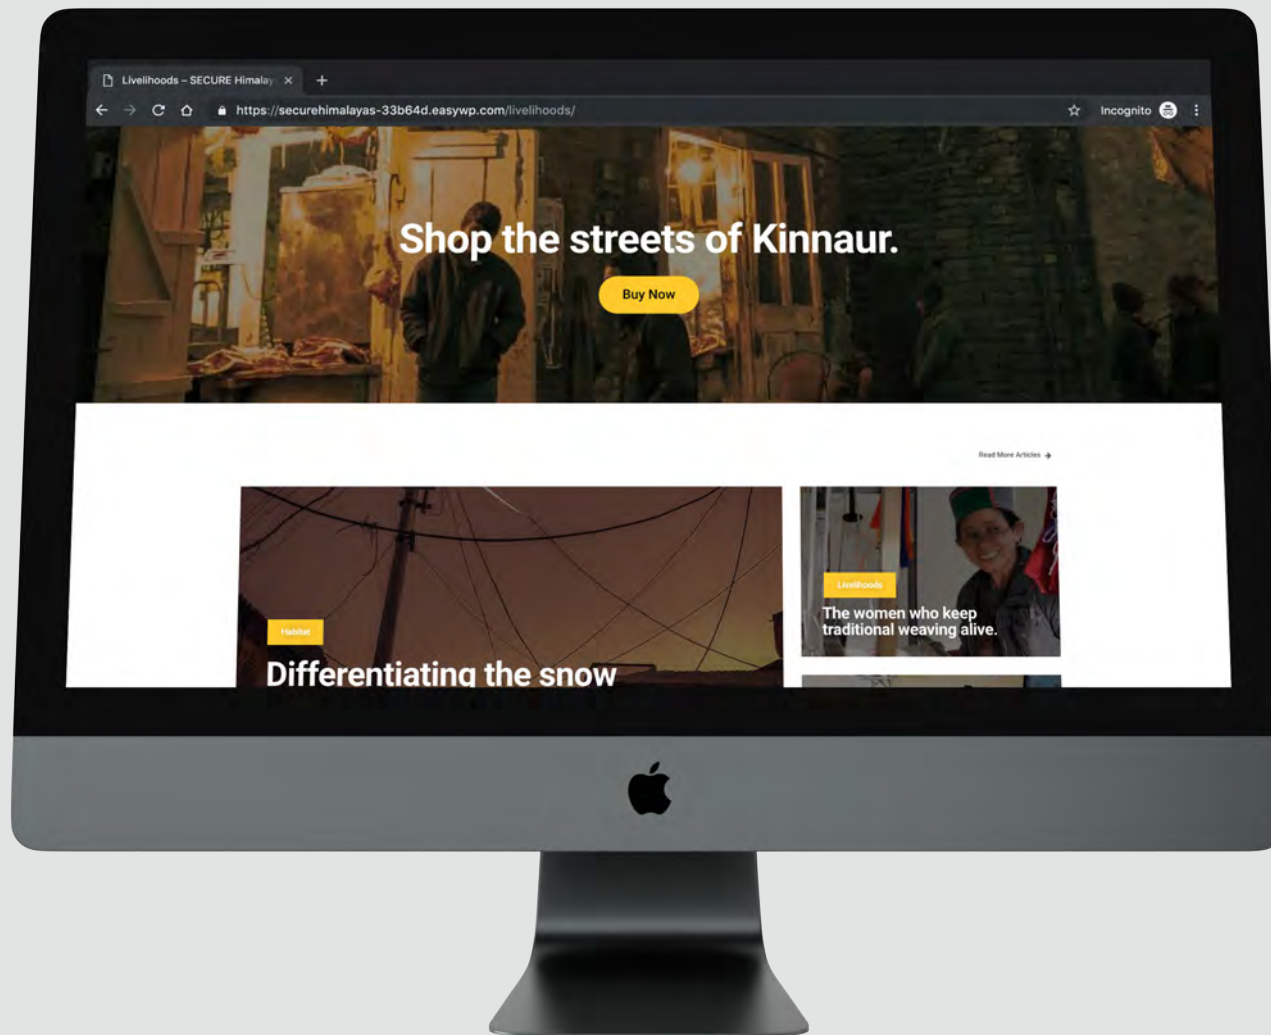 Livelihoods – SECURE Himalay
https://securehimalayas-33b64d.easywp.com/livelihoods/
Incognito
Shop the streets of Kinnaur.
Buy Now
Read More Articles
Habitat
Differentiating the snow
Livelihoods
The women who keep
traditional weaving alive.